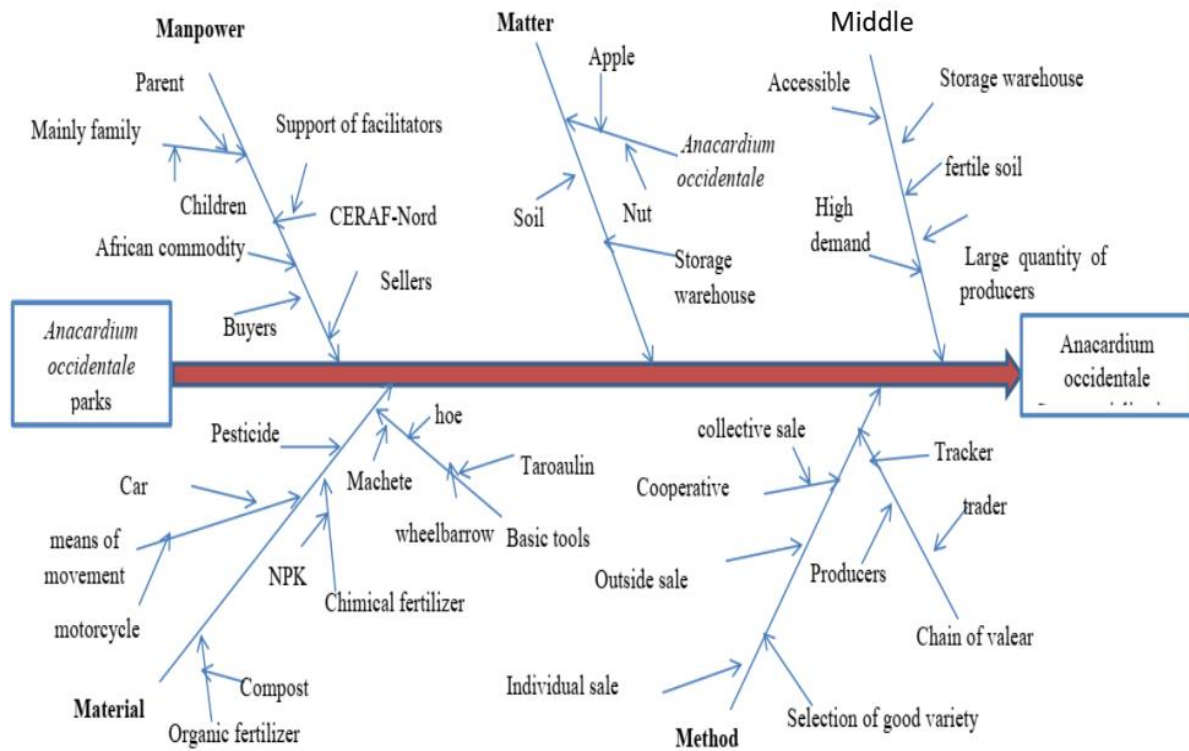 Manpower
Matter
Middle
Parent
Apple
Accessible
Storage warehouse
Mainly family
Support of facilitators
Anacardium
occidentale
fertile soil
Children
CERAF-Nord
Soil
Nut
High
demand
African commodity
Storage
warehouse
Large quantity of
producers
Sellers
Buyers
Anacardium
occidentale
parks
Anacardium
occidentale
Pesticide
hoe
collective sale
Tracker
Car
Machete
Taroaulin
Cooperative
trader
means of
movement
wheelbarrow
Basic tools
NPK
Outside sale
Producers
Chimical fertilizer
motorcycle
Chain of valear
Compost
Individual sale
Material
Organic fertilizer
Selection of good variety
Method